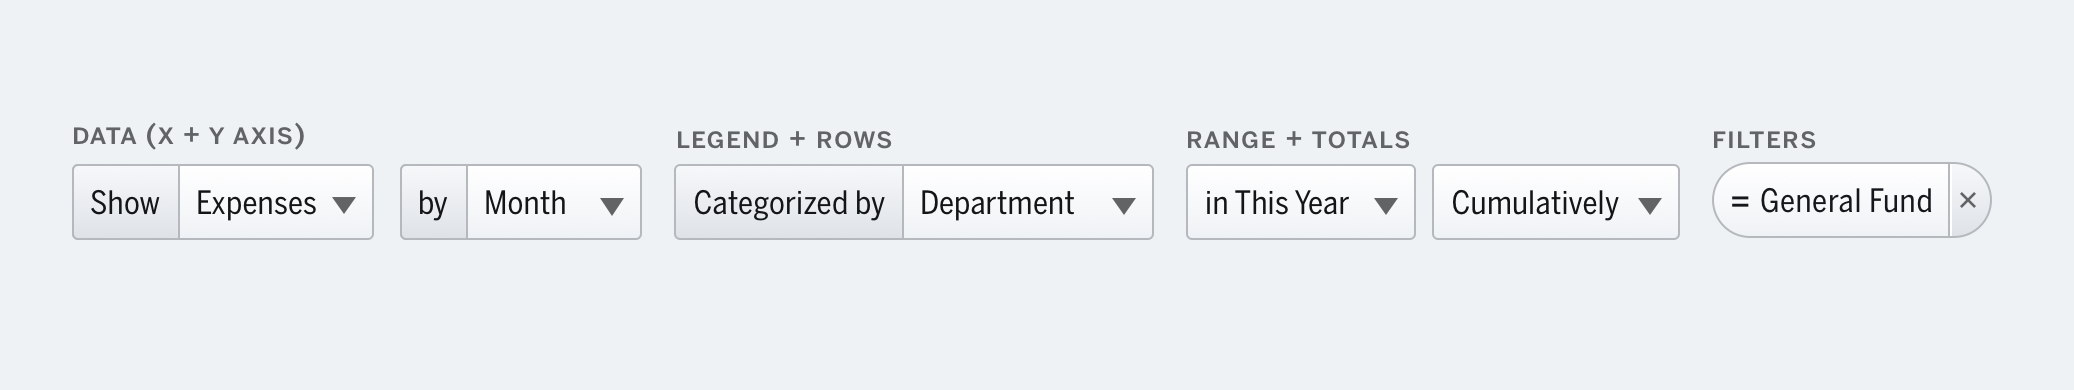 DATA (X + Y AXIS)
LEGEND + ROWS
RANGE + TOTALS
FILTERS
Show Expenses by Month Categorized by Department in This Year Cumulatively = General Fund ×